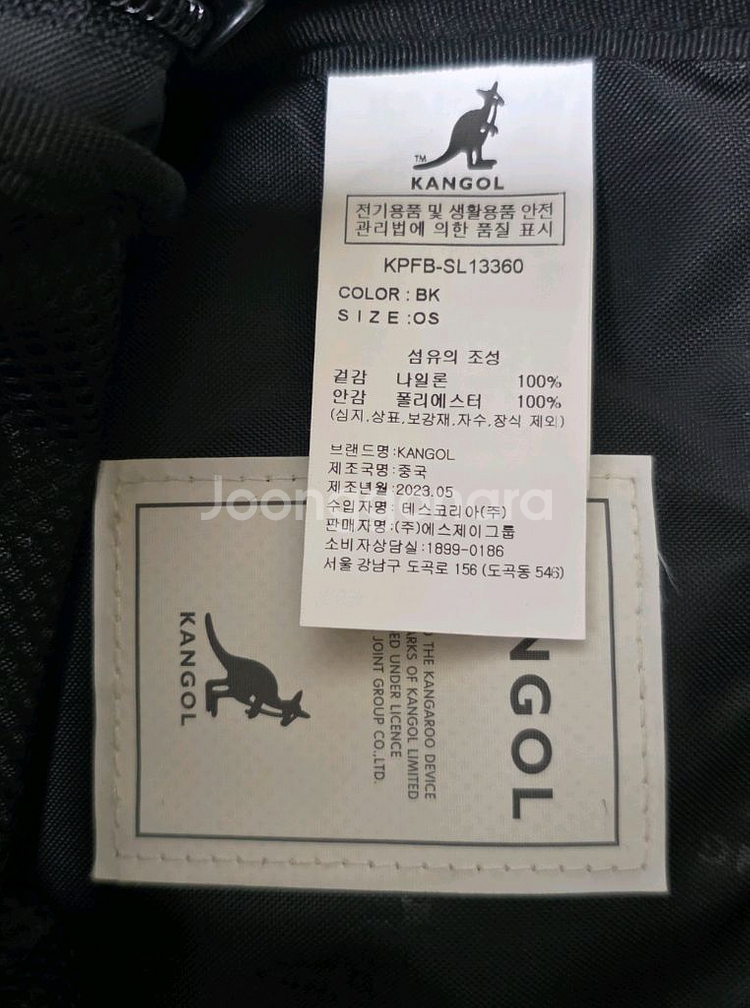 TM
KANGOL
전기용품 및 생활용품 안전
관리법에 의한 품질 표시
KPFB-SL13360
COLOR : BK
SIZE :OS
섬유의 조성
겉감 나일론 100%
안감 폴리에스터 100%
(심지,상표,보강재,자수,장식 제외)
브랜드명:KANGOL
제조국명:중국
제조년월:2023.05
수입자명: 테스코리아(주)
판매자명:(주)에스제이그룹
소비자상담실:1899-0186
서울 강남구 도곡로 156 (도곡동 546)
Joongonara
NGOL
THE KANGAROO DEVICE
ARKS OF KANGOL LIMITED
ED UNDER LICENCE
JOINT GROUP CO.,LTD.
KANGOL